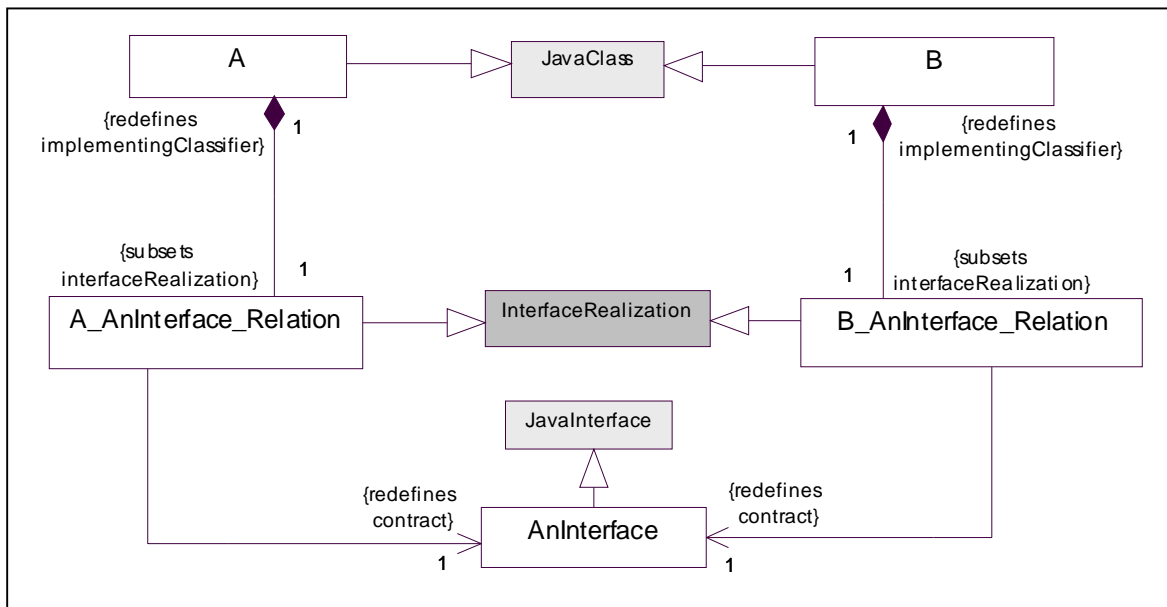 A
JavaClass
B
{redefines
implementingClassifier}
1
1
{redefines
implementingClassifier}
{subsets
interfaceRealization}
1
1
{subsets
interfaceRealization}
A_AnInterface_Relation
InterfaceRealization
B_AnInterface_Relation
JavaInterface
{redefines
contract}
{redefines
contract}
AnInterface
1
1